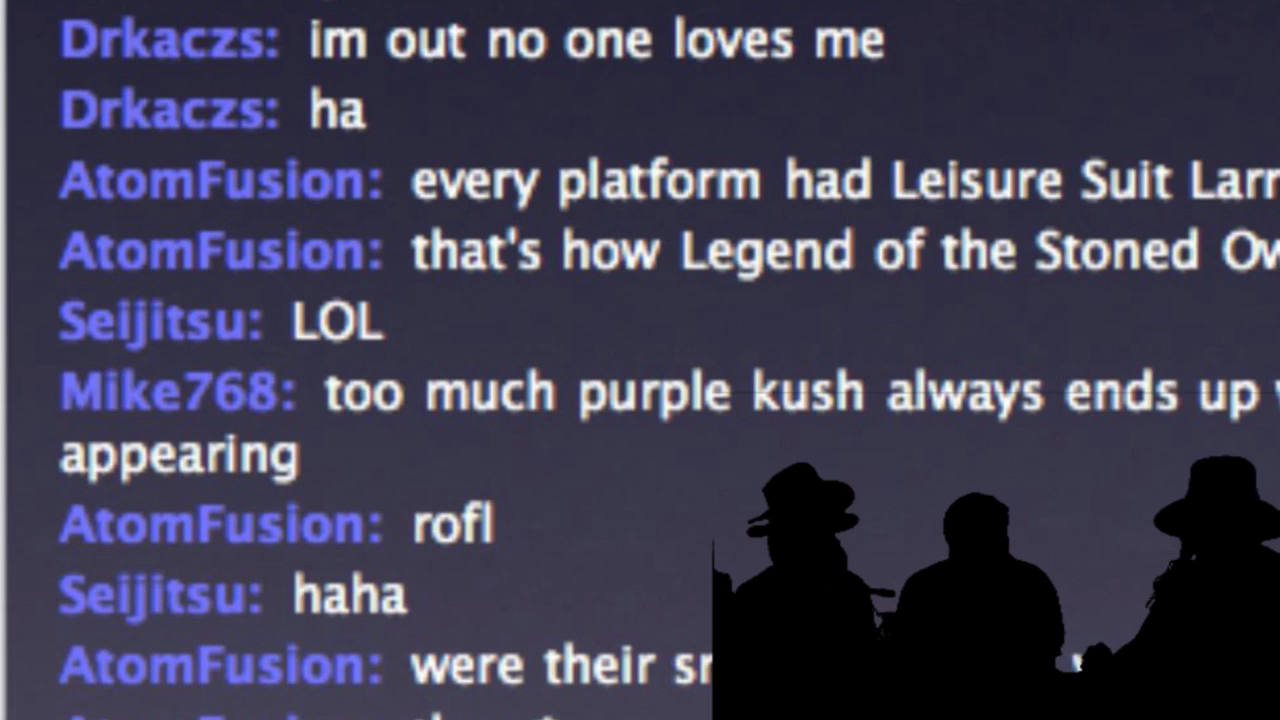 Drkaczs: im out no one loves me
Drkaczs: ha
AtomFusion: every platform had Leisure Suit Larr
AtomFusion: that's how Legend of the Stoned Ow
Seijitsu: LOL
Mike768: too much purple kush always ends up
appearing
AtomFusion: rofl
Seijitsu: haha
AtomFusion: were their